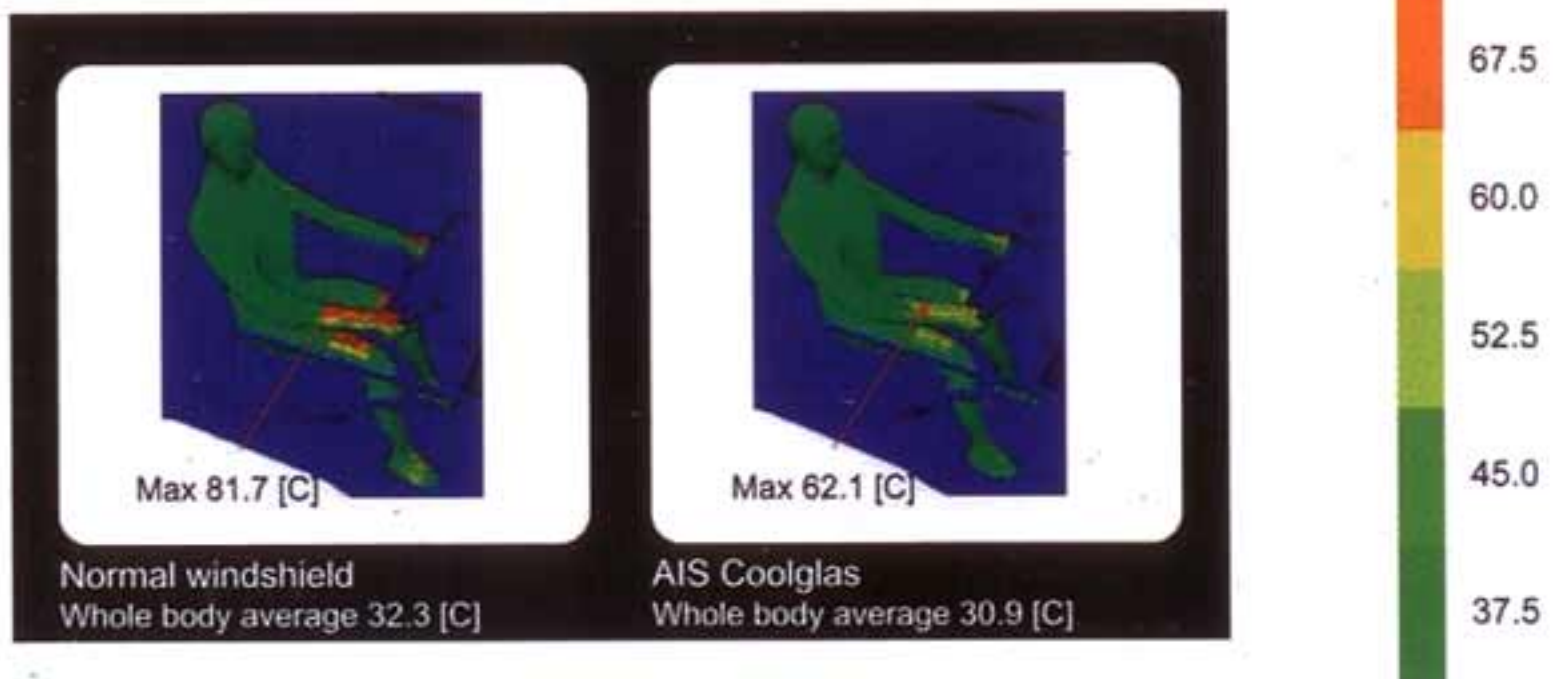 Max 81.7 [C]
Normal windshield
Whole body average 32.3 [C]
Max 62.1 [C]
AIS Coolglas
Whole body average 30.9 [C]
67.5
60.0
52.5
45.0
37.5